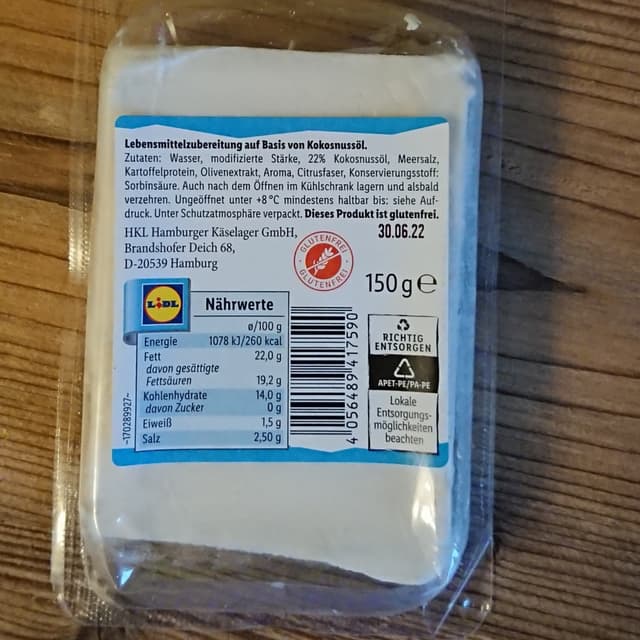 Lebensmittelzubereitung auf Basis von Kokosnussöl.
Zutaten: Wasser, modifizierte Stärke, 22% Kokosnussöl, Meersalz,
Kartoffelprotein, Olivenextrakt, Aroma, Citrusfaser, Konservierungsstoff:
Sorbinsäure. Auch nach dem Öffnen im Kühlschrank lagern und alsbald
verzehren. Ungeöffnet unter +8°C mindestens haltbar bis: siehe Auf-
druck. Unter Schutzatmosphäre verpackt. Dieses Produkt ist glutenfrei.
HKL Hamburger Käselager GmbH,
Brandshofer Deich 68,
D-20539 Hamburg
30.06.22
GLUTENFREI
GLUTENFREI
150 g e
LIDL
Nährwerte
ø/100 g
Energie 1078 kJ/260 kcal
Fett 22,0 g
davon gesättigte
Fettsäuren 19,2 g
Kohlenhydrate 14,0 g
davon Zucker 0 g
Eiweiß 1,5 g
Salz 2,50 g
~170289927~
4 056489 417590
RICHTIG
ENTSORGEN
APET-PE/PA-PE
Lokale
Entsorgungs-
möglichkeiten
beachten